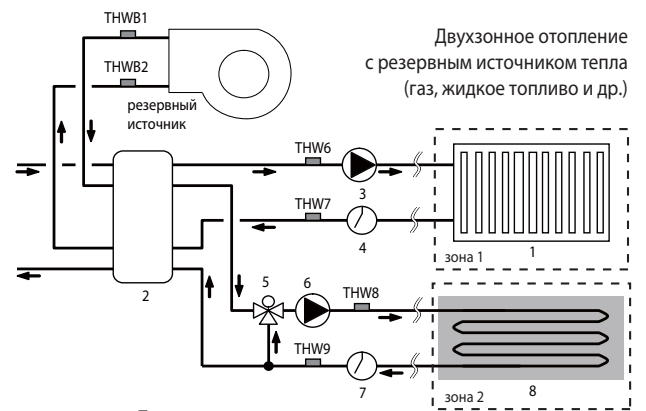 THWB1
Двухзонное отопление
с резервным источником тепла
(газ, жидкое топливо и др.)
THWB2
резервный
источник
THW6
3
THW7
4
1
зона 1
2
5
6
THW8
THW9
7
8
зона 2